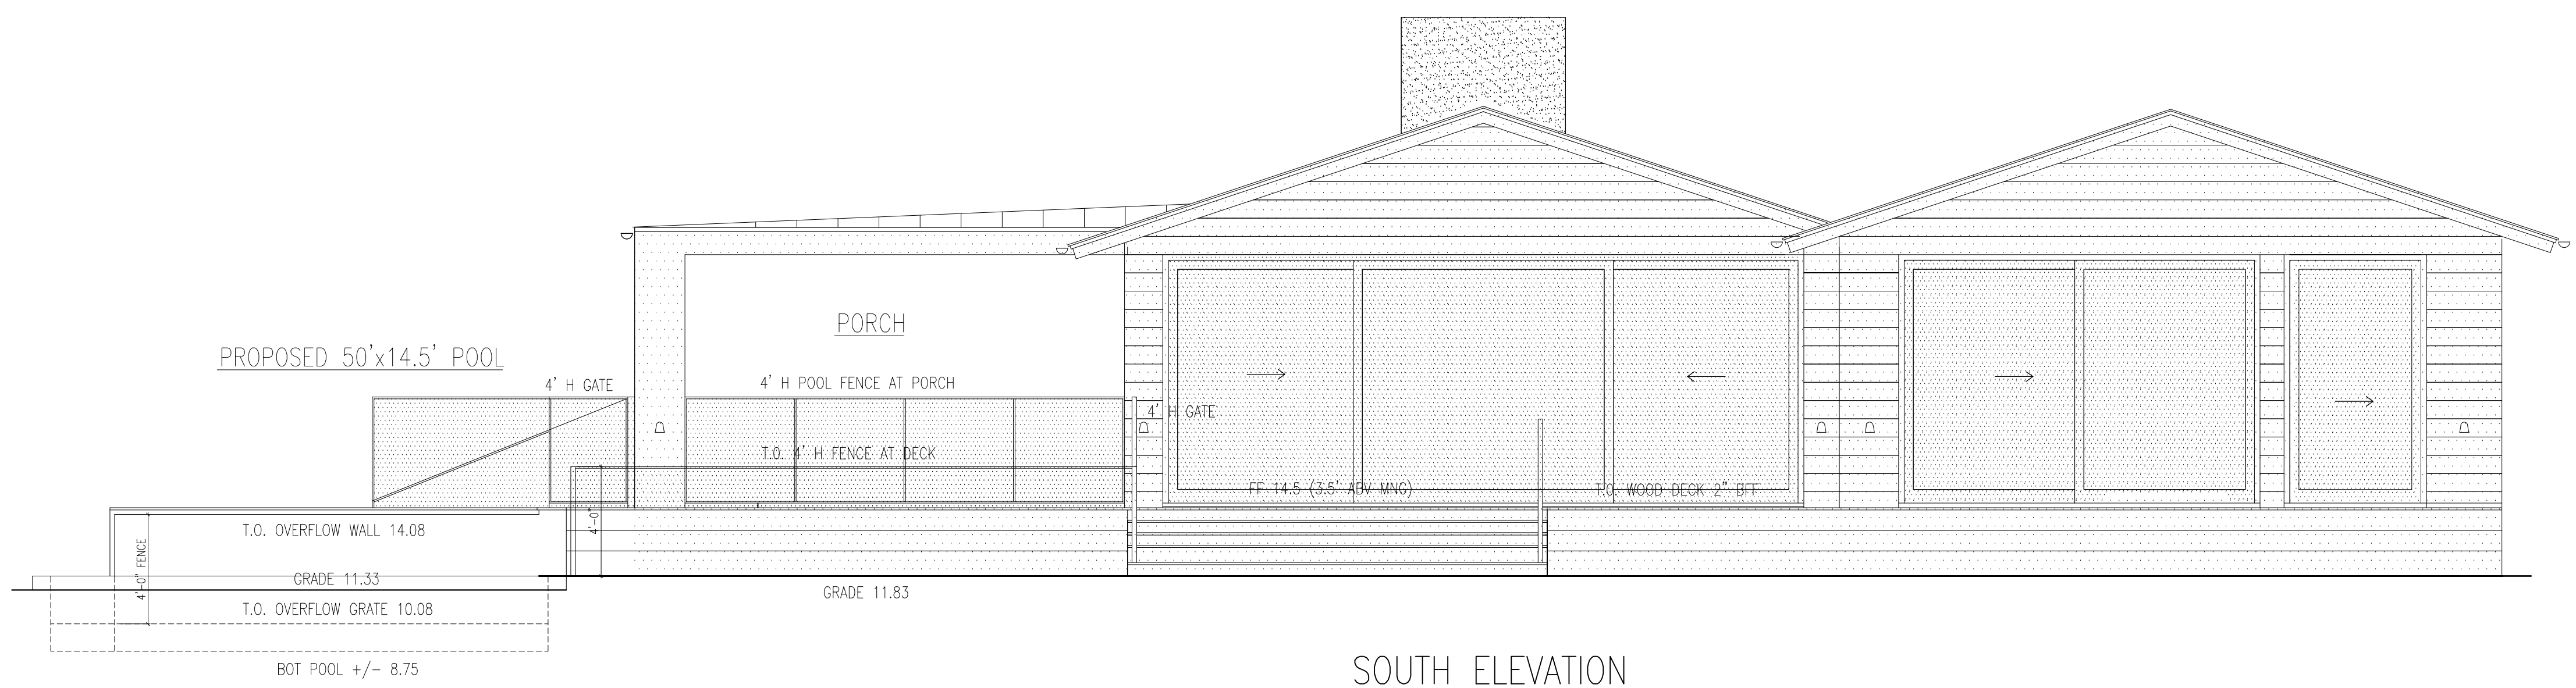 PORCH
PROPOSED 50'x14.5' POOL
4' H GATE
4' H POOL FENCE AT PORCH
4' H GATE
T.O. 4' H FENCE AT DECK
FF 14.5 (3.5' ABV MNG)
T.O. WOOD DECK 2" BFF
4'-0"
T.O. OVERFLOW WALL 14.08
4'-0" FENCE
GRADE 11.33
GRADE 11.83
T.O. OVERFLOW GRATE 10.08
BOT POOL +/- 8.75
SOUTH ELEVATION